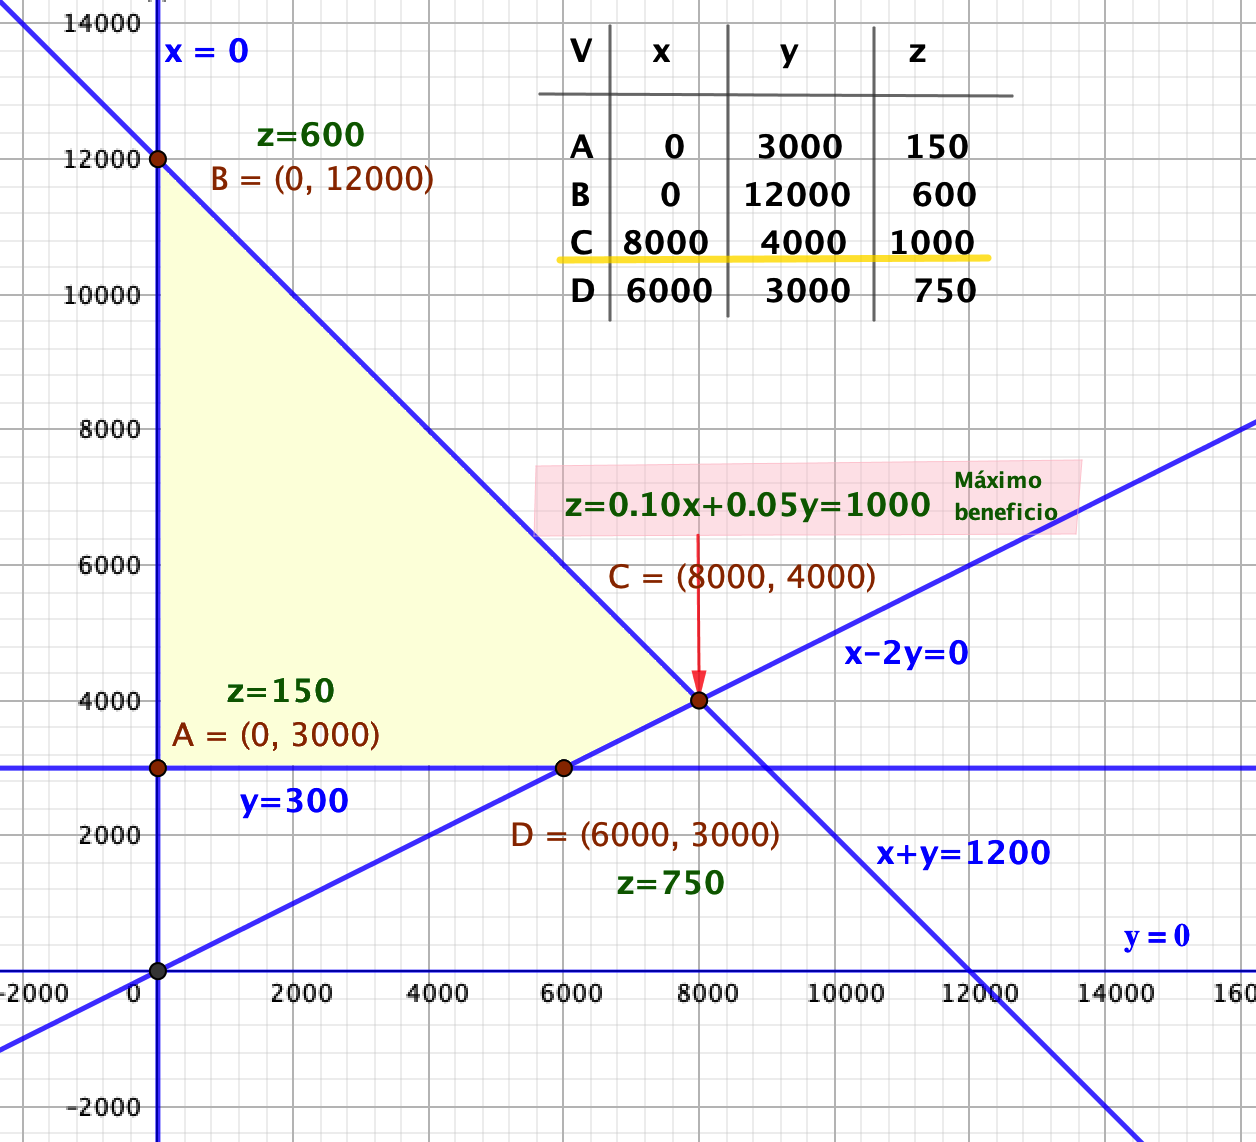 14000
x = 0
V x y z
z=600
12000
B = (0, 12000)
A 0 3000 150
B 0 12000 600
C 8000 4000 1000
D 6000 3000 750
10000
8000
z=0.10x+0.05y=1000
Máximo
beneficio
6000
C = (8000, 4000)
x-2y=0
z=150
4000
A = (0, 3000)
y=300
2000
D = (6000, 3000)
x+y=1200
z=750
y = 0
-2000 0 2000 4000 6000 8000 10000 12000 14000 1600
-2000